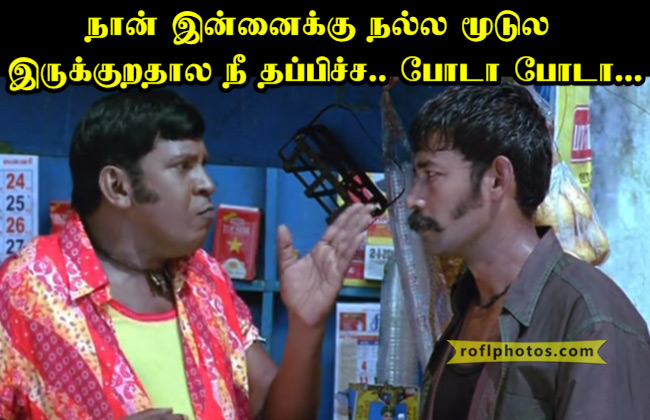 நான் இன்னைக்கு நல்ல மூடுல
இருக்குறதால நீ தப்பிச்ச.. போடா போடா...
24
25
26
27
roflphotos.com